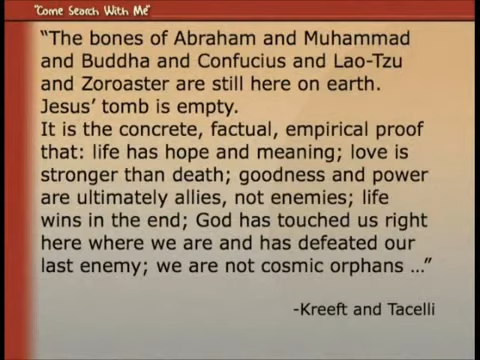 "Come Search With Me"
“The bones of Abraham and Muhammad
and Buddha and Confucius and Lao-Tzu
and Zoroaster are still here on earth.
Jesus’ tomb is empty.
It is the concrete, factual, empirical proof
that: life has hope and meaning; love is
stronger than death; goodness and power
are ultimately allies, not enemies; life
wins in the end; God has touched us right
here where we are and has defeated our
last enemy; we are not cosmic orphans ...”
-Kreeft and Tacelli